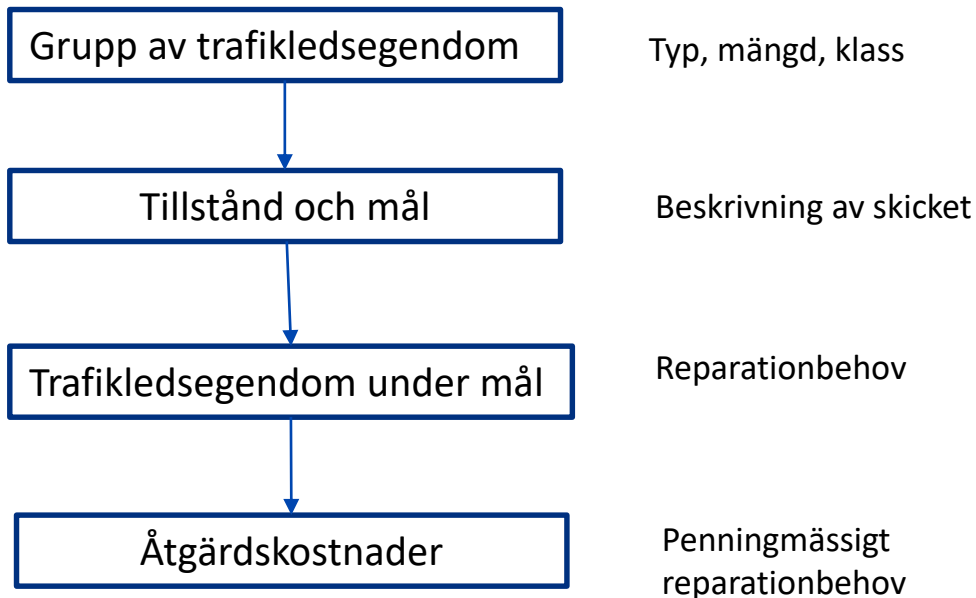 Grupp av trafikledsegendom
Typ, mängd, klass
Tillstånd och mål
Beskrivning av skicket
Trafikledsegendom under mål
Reparationbehov
Åtgärdskostnader
Penningmässigt
reparationbehov